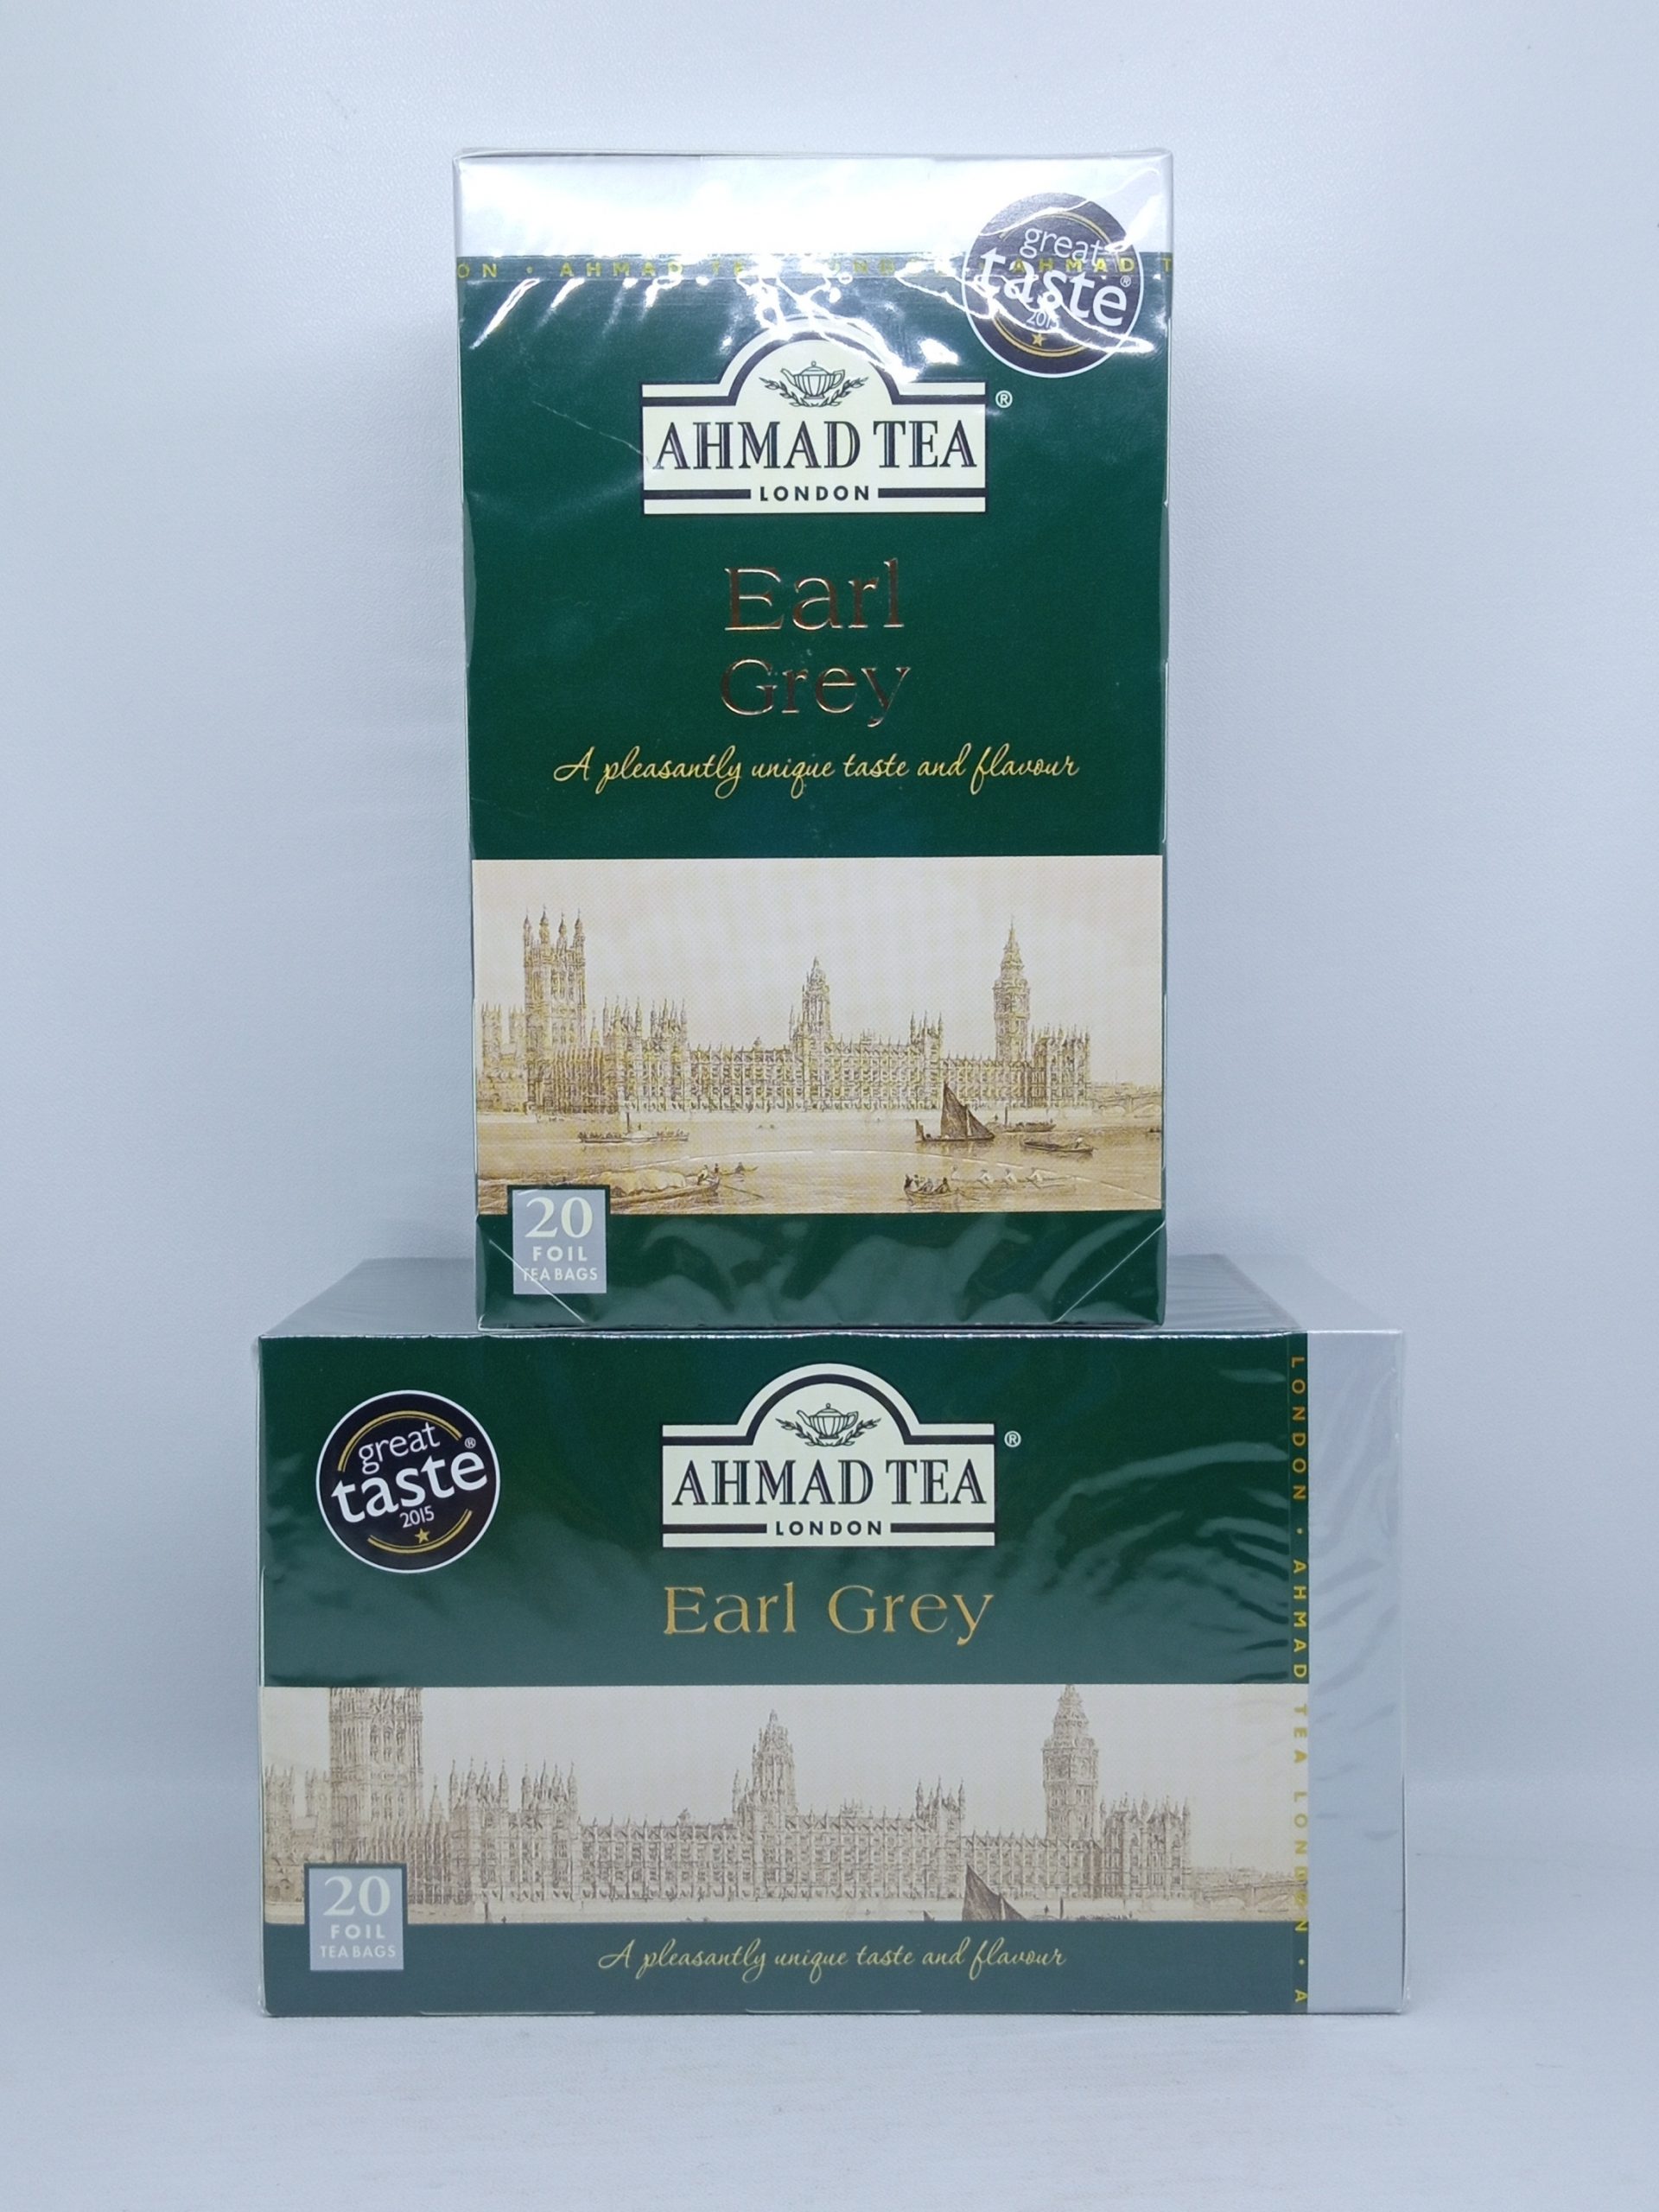 ON · AHMAD TEA LONDON · AHMAD T
great
taste®
2015
AHMAD TEA ®
LONDON
Earl
Grey
A pleasantly unique taste and flavour
20
FOIL
TEA BAGS
great
taste®
2015
AHMAD TEA ®
LONDON
Earl Grey
20
FOIL
TEA BAGS
A pleasantly unique taste and flavour
LONDON · AHMAD TEA LONDON · A